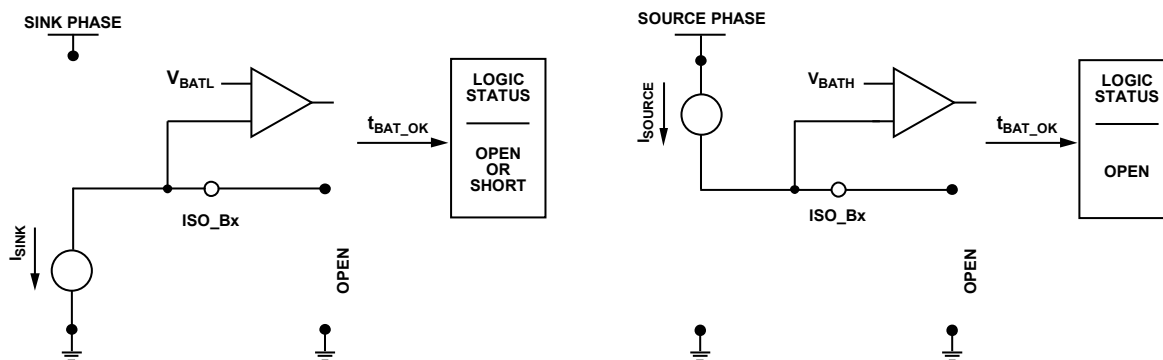 SINK PHASE
V_BATL
LOGIC
STATUS
t_BAT_OK
OPEN
OR
SHORT
ISO_Bx
I_SINK
OPEN
SOURCE PHASE
I_SOURCE
V_BATH
LOGIC
STATUS
t_BAT_OK
OPEN
ISO_Bx
OPEN